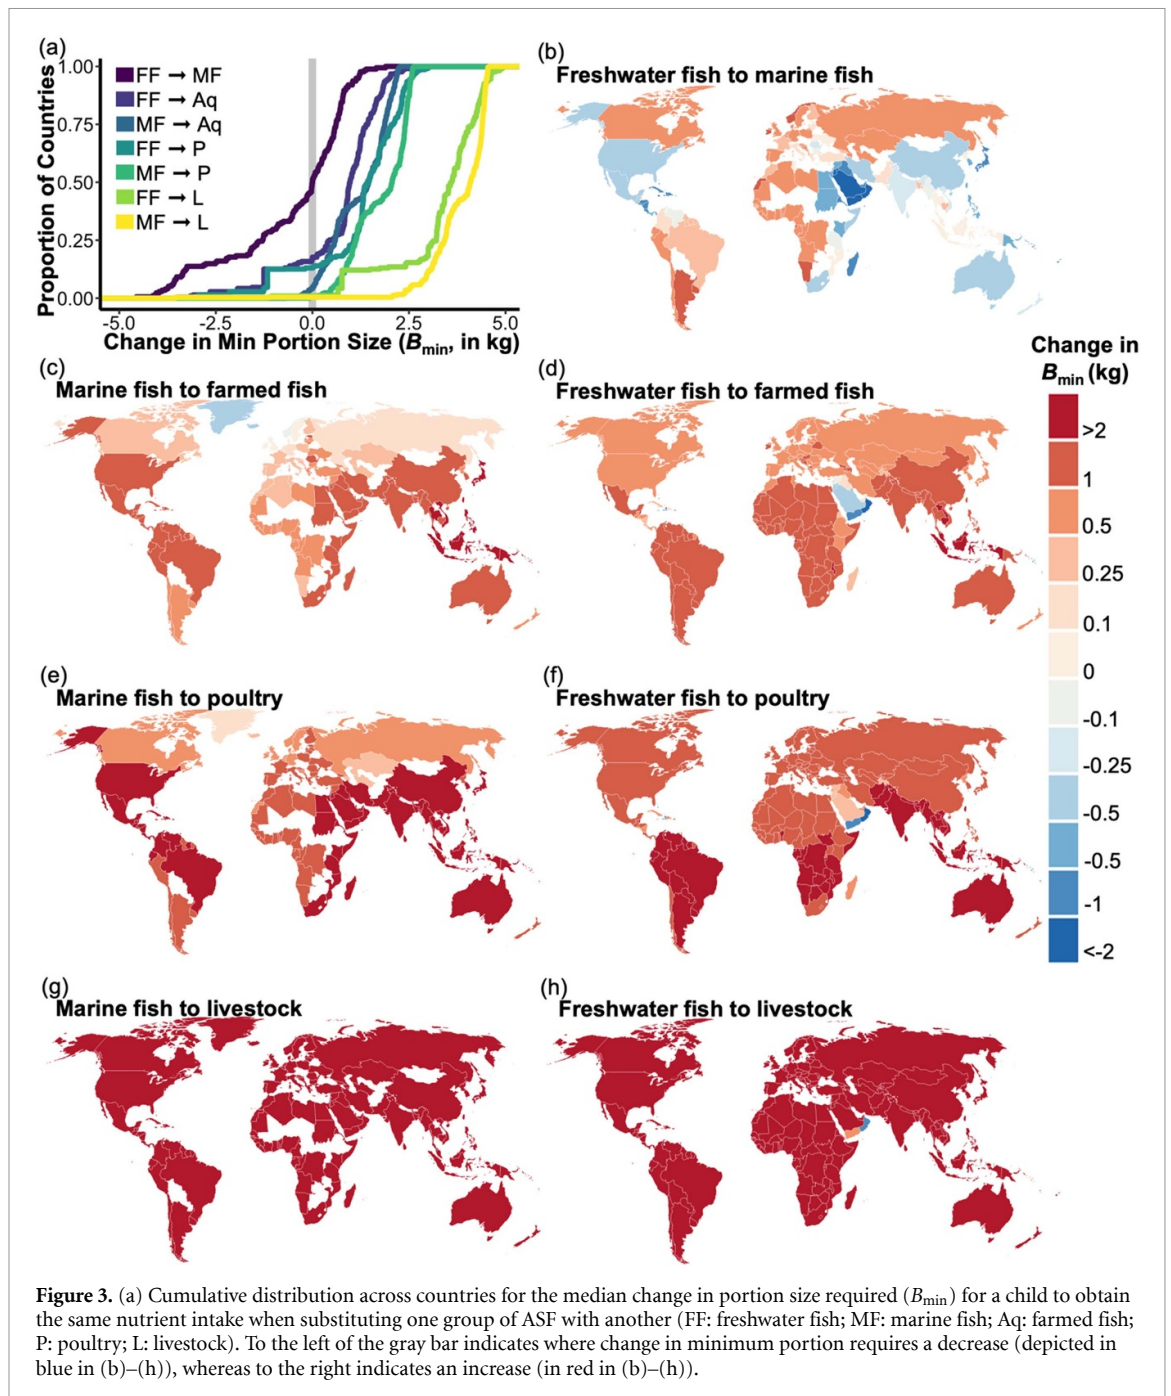 (a)
FF → MF
FF → Aq
MF → Aq
FF → P
MF → P
FF → L
MF → L
Proportion of Countries
1.00
0.75
0.50
0.25
0.00
-5.0 -2.5 0.0 2.5 5.0
Change in Min Portion Size (Bmin, in kg)
(b)
Freshwater fish to marine fish
(c)
Marine fish to farmed fish
(d)
Freshwater fish to farmed fish
Change in
Bmin (kg)
>2
1
0.5
0.25
0.1
0
-0.1
-0.25
-0.5
-0.5
-1
<-2
(e)
Marine fish to poultry
(f)
Freshwater fish to poultry
(g)
Marine fish to livestock
(h)
Freshwater fish to livestock
Figure 3. (a) Cumulative distribution across countries for the median change in portion size required (Bmin) for a child to obtain
the same nutrient intake when substituting one group of ASF with another (FF: freshwater fish; MF: marine fish; Aq: farmed fish;
P: poultry; L: livestock). To the left of the gray bar indicates where change in minimum portion requires a decrease (depicted in
blue in (b)–(h)), whereas to the right indicates an increase (in red in (b)–(h)).